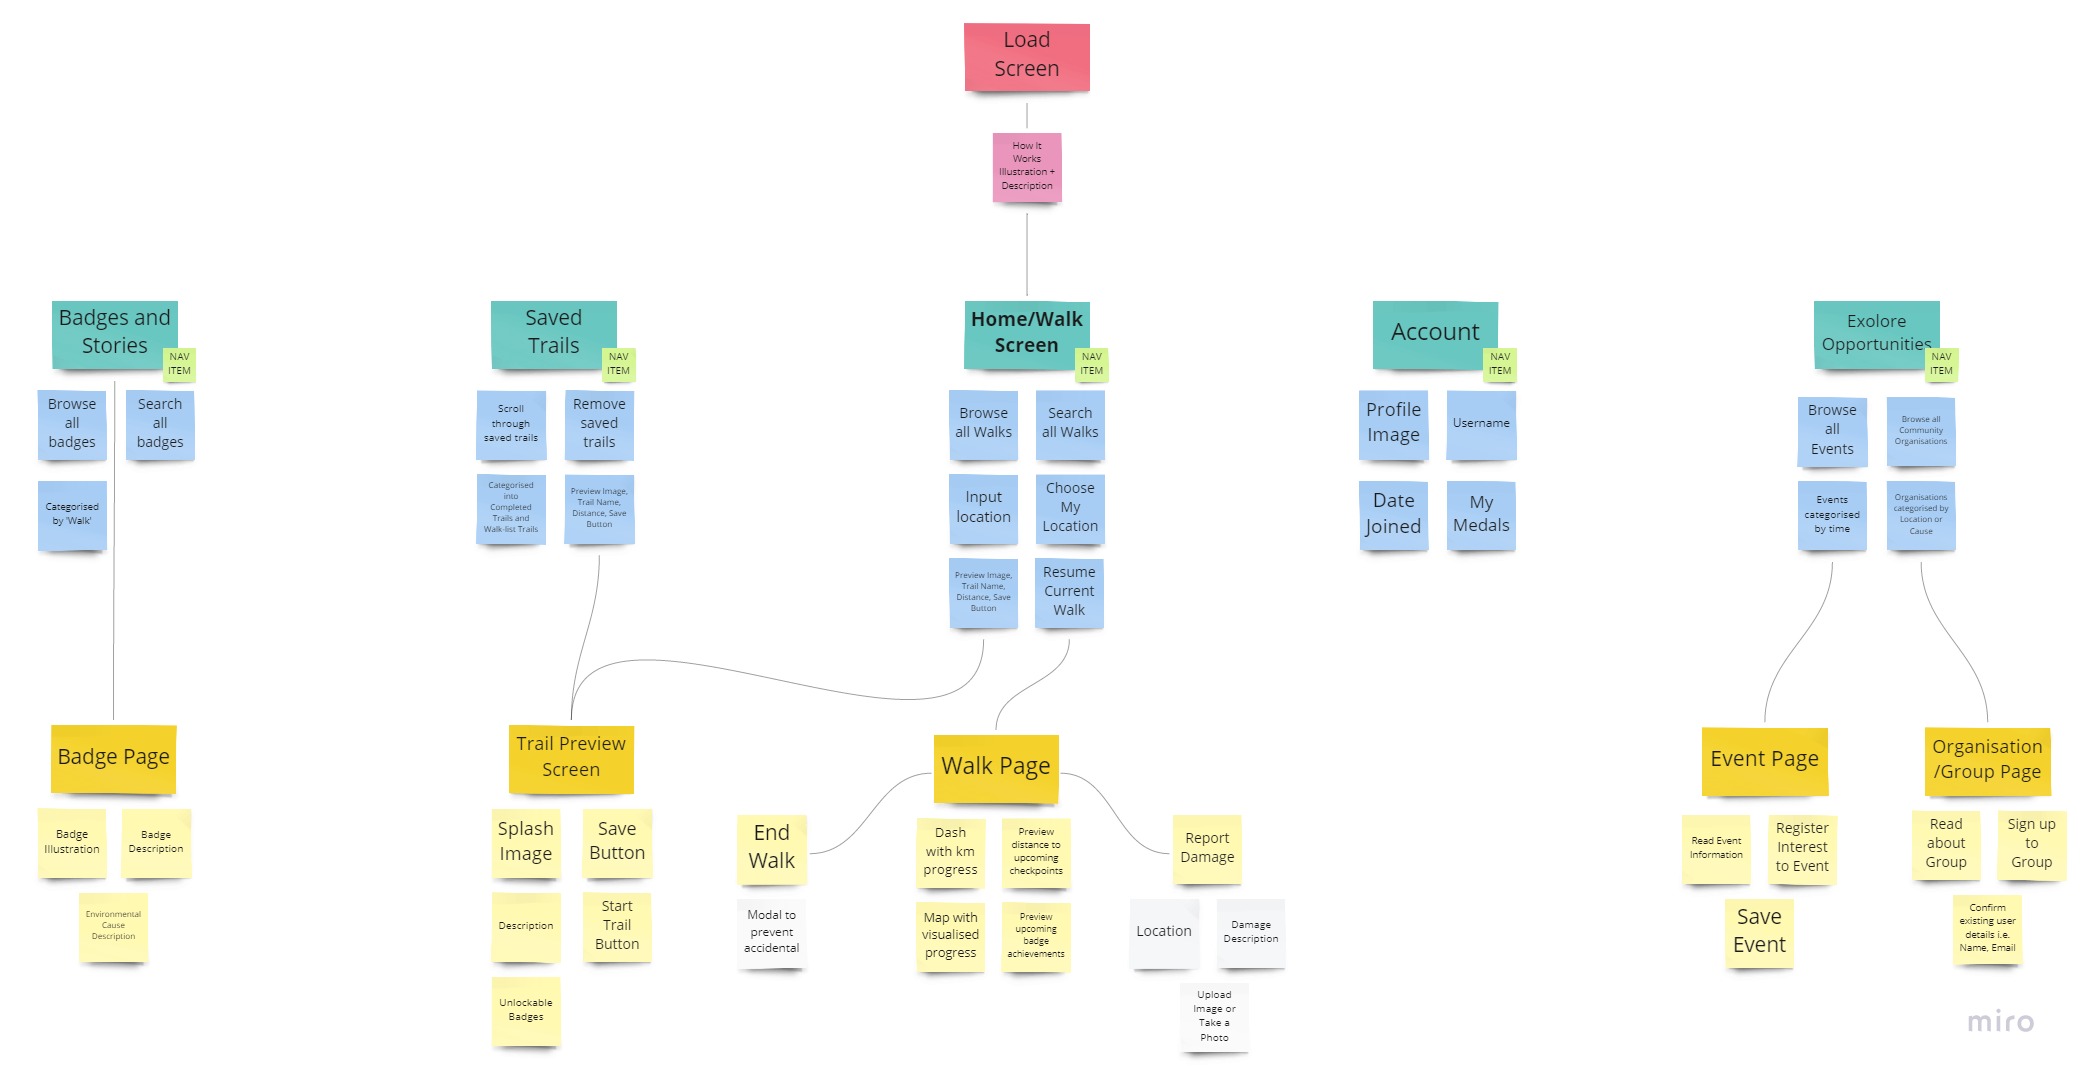 Load
Screen
How It
Works
Illustration +
Description
Badges and
Stories
NAV
ITEM
Browse
all
badges
Search
all
badges
Categorised
by 'Walk'
Saved
Trails
NAV
ITEM
Scroll
through
saved trails
Remove
saved
trails
Categorised
into
Completed
Trails and
Walk-list Trails
Preview Image,
Trail Name,
Distance, Save
Button
Home/Walk
Screen
NAV
ITEM
Browse
all Walks
Search
all Walks
Input
location
Choose
My
Location
Preview Image,
Trail Name,
Distance, Save
Button
Resume
Current
Walk
Account
NAV
ITEM
Profile
Image
Username
Date
Joined
My
Medals
Exolore
Opportunities
NAV
ITEM
Browse
all
Events
Browse all
Community
Organisations
Events
categorised
by time
Organisations
categorised by
Location or
Cause
Badge Page
Badge
Illustration
Badge
Description
Environmental
Cause
Description
Trail Preview
Screen
Splash
Image
Save
Button
Description
Start
Trail
Button
Unlockable
Badges
Walk Page
End
Walk
Modal to
prevent
accidental
Dash
with km
progress
Preview
distance to
upcoming
checkpoints
Map with
visualised
progress
Preview
upcoming
badge
achievements
Report
Damage
Location
Damage
Description
Upload
Image or
Take a
Photo
Event Page
Read Event
Information
Register
Interest
to Event
Save
Event
Organisation
/Group Page
Read
about
Group
Sign up
to
Group
Confirm
existing user
details i.e.
Name, Email
miro